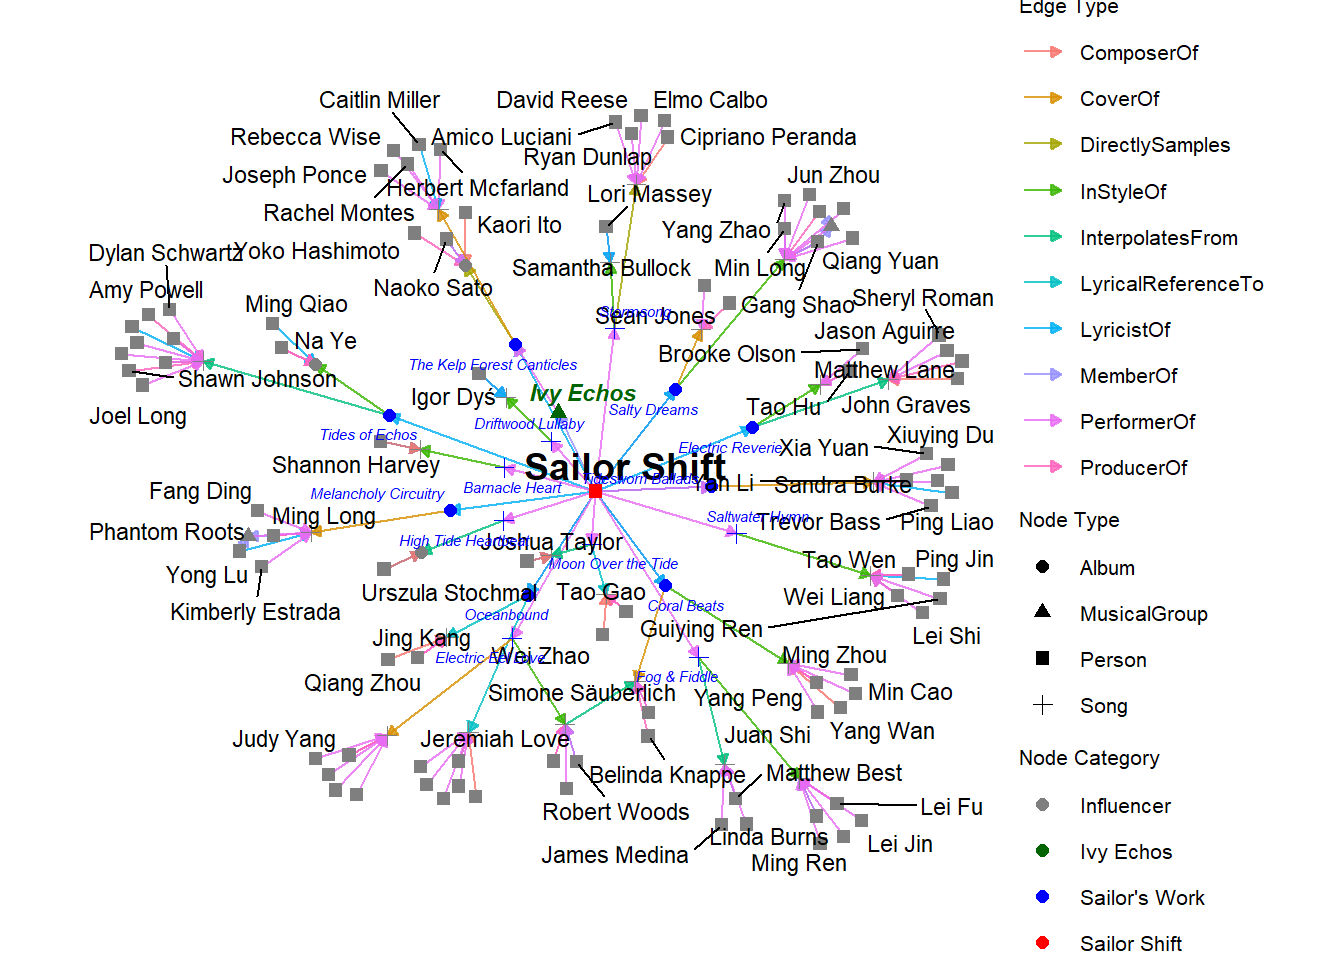 Edge Type
ComposerOf
CoverOf
DirectlySamples
InStyleOf
InterpolatesFrom
LyricalReferenceTo
LyricistOf
MemberOf
PerformerOf
ProducerOf
Node Type
Album
MusicalGroup
Person
Song
Node Category
Influencer
Ivy Echos
Sailor's Work
Sailor Shift
Caitlin Miller
David Reese
Elmo Calbo
Rebecca Wise
Amico Luciani
Cipriano Peranda
Ryan Dunlap
Joseph Ponce
Herbert Mcfarland
Jun Zhou
Lori Massey
Rachel Montes
Kaori Ito
Yang Zhao
Dylan Schwartz
Yoko Hashimoto
Samantha Bullock
Min Long
Qiang Yuan
Amy Powell
Naoko Sato
Ming Qiao
Gang Shao
Sheryl Roman
Stormsong
Sean Jones
Jason Aguirre
Na Ye
Brooke Olson
The Kelp Forest Canticles
Matthew Lane
Shawn Johnson
Igor Dyś
Ivy Echos
Salty Dreams
Tao Hu
John Graves
Joel Long
Driftwood Lullaby
Tides of Echos
Electric Reverie
Xia Yuan
Xiuying Du
Shannon Harvey
Sailor Shift
Barnacle Heart
Tidesworn Ballads
Li
Sandra Burke
Fang Ding
Melancholy Circuitry
Ming Long
Saltwater Hymn
Trevor Bass
Ping Liao
Phantom Roots
High Tide Heartbeat
Joshua Taylor
Moon Over the Tide
Tao Wen
Ping Jin
Yong Lu
Urszula Stochmal
Tao Gao
Wei Liang
Kimberly Estrada
Oceanbound
Coral Beats
Guiying Ren
Lei Shi
Jing Kang
Electric Eel Love
Wei Zhao
Ming Zhou
Qiang Zhou
Fog & Fiddle
Simone Säuberlich
Yang Peng
Min Cao
Judy Yang
Jeremiah Love
Juan Shi
Yang Wan
Belinda Knappe
Matthew Best
Robert Woods
Lei Fu
Linda Burns
Lei Jin
James Medina
Ming Ren